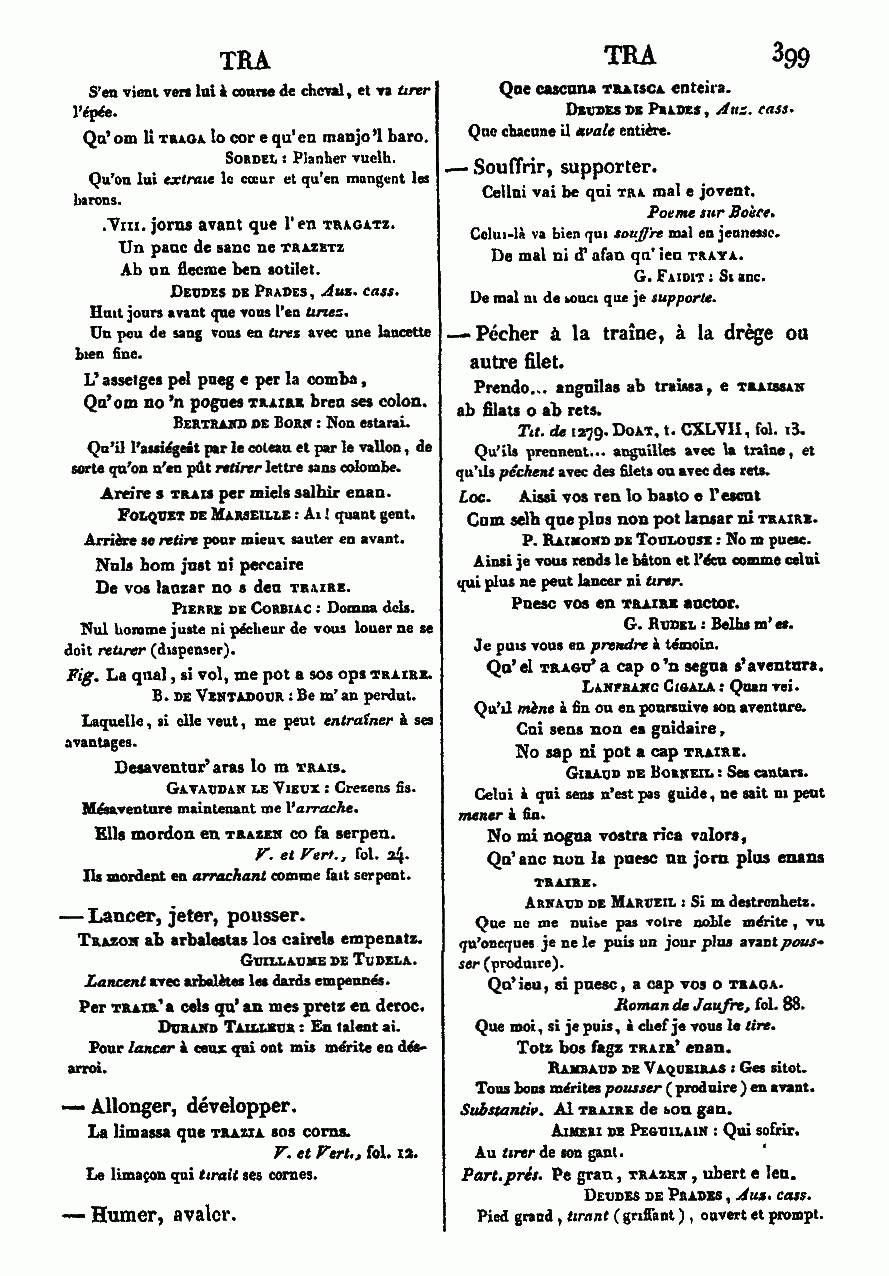 TRA
TRA 399
S'en vient vers lui à course de cheval, et va tirer
l'épée.
Qu'om li TRAGA lo cor e qu'en manjo'l baro.
SORDEL : Planher vuelh.
Qu'on lui extraie le cœur et qu'en mangent les
barons.
.VIII. jorns avant que l'en TRAGATZ.
Un panc de sanc ne TRAZETZ
Ab un flecme ben sotilet.
DEUDES DE PRADES, Auz. cass.
Huit jours avant que vous l'en tiriez.
Un peu de sang vous en tirez avec une lancette
bien fine.
L'assetges pel pueg e per la comba,
Qu'om no 'n pogues TRAIRE breu ses colon.
BERTRAND DE BORN : Non estarai.
Qu'il l'assiégeât par le coteau et par le vallon, de
sorte qu'on n'en pût retirer lettre sans colombe.
Areire s TRAIS per miels salhir enan.
FOLQUET DE MARSEILLE : Ai! quant gent.
Arrière se retire pour mieux sauter en avant.
Nuls hom just ni peccaire
De vos lauzar no s deu TRAIRE.
PIERRE DE CORBIAC : Domna dels.
Nul homme juste ni pécheur de vous louer ne se
doit retirer (dispenser).
Fig. La qual, si vol, me pot a sos ops TRAIRE.
B. DE VENTADOUR : Be m'an perdut.
Laquelle, si elle veut, me peut entraîner à ses
avantages.
Desaventur'aras lo m TRAIS.
GAVAUDAN LE VIEUX : Crezens fis.
Mésaventure maintenant me l'arrache.
Ells mordon en TRAZEN co fa serpen.
V. et Vert., fol. 24.
Ils mordent en arrachant comme fait serpent.
— Lancer, jeter, pousser.
TRAZON ab arbalestas los cairels empenatz.
GUILLAUME DE TUDELA.
Lancent avec arbalètes les dards empennés.
Per TRAIR'a cels qu'an mes pretz en deroc.
DURAND TAILLEUR : En talent ai.
Pour lancer à ceux qui ont mis mérite en dés-
arroi.
— Allonger, développer.
La limassa que TRAZIA sos corns.
V. et Vert., fol. 12.
Le limaçon qui tirait ses cornes.
— Humer, avaler.
Que cascuna TRAISCA enteira.
DEUDES DE PRADES, Auz. cass.
Que chacune il avale entière.
— Souffrir, supporter.
Cellui vai be qui TRA mal e jovent.
Poeme sur Boèce.
Celui-là va bien qui souffre mal en jeunesse.
De mal ni d'afan qu'ieu TRAYA.
G. FAIDIT : Si anc.
De mal ni de souci que je supporte.
— Pécher à la traîne, à la drège ou
autre filet.
Prendo... anguilas ab traissa, e TRAISSAN
ab filats o ab rets.
Tit. de 1279. DOAT, t. CXLVII, fol. 13.
Qu'ils prennent... anguilles avec la traîne, et
qu'ils péchent avec des filets ou avec des rets.
Loc. Aissi vos ren lo basto e l'escut
Cum selh que plus non pot lansar ni TRAIRE.
P. RAIMOND DE TOULOUSE : No m puesc.
Ainsi je vous rends le bâton et l'écu comme celui
qui plus ne peut lancer ni tirer.
Puesc vos en TRAIRE auctor.
G. RUDEL : Belhs m'es.
Je puis vous en prendre à témoin.
Qu'el TRAGU'a cap o 'n segua s'aventura.
LANFRANC CIGALA : Quan vei.
Qu'il mène à fin ou en poursuive son aventure.
Cui sens non es guidaire,
No sap ni pot a cap TRAIRE.
GIRAUD DE BORNEIL : Ses cantars.
Celui à qui sens n'est pas guide, ne sait ni peut
mener à fin.
No mi nogua vostra rica valors,
Qu'anc non la puesc un jorn plus enans
TRAIRE.
ARNAUD DE MARUEIL : Si m destrenhetz.
Que ne me nuise pas votre noble mérite, vu
qu'oncques je ne le puis un jour plus avant pous-
ser (produire).
Qu'ieu, si puesc, a cap vos o TRAGA.
Roman de Jaufre, fol. 88.
Que moi, si je puis, à chef je vous le tire.
Totz bos fagz TRAIR' enan.
RAMBAUD DE VAQUEIRAS : Ges sitot.
Tous bons mérites pousser (produire) en avant.
Substantiv. Al TRAIRE de son gan.
AIMERI DE PEGUILAIN : Qui sofrir.
Au tirer de son gant.
Part. prés. Pe gran, TRAZEN, ubert e leu.
DEUDES DE PRADES, Auz. cass.
Pied grand, tirant (griffant), ouvert et prompt.